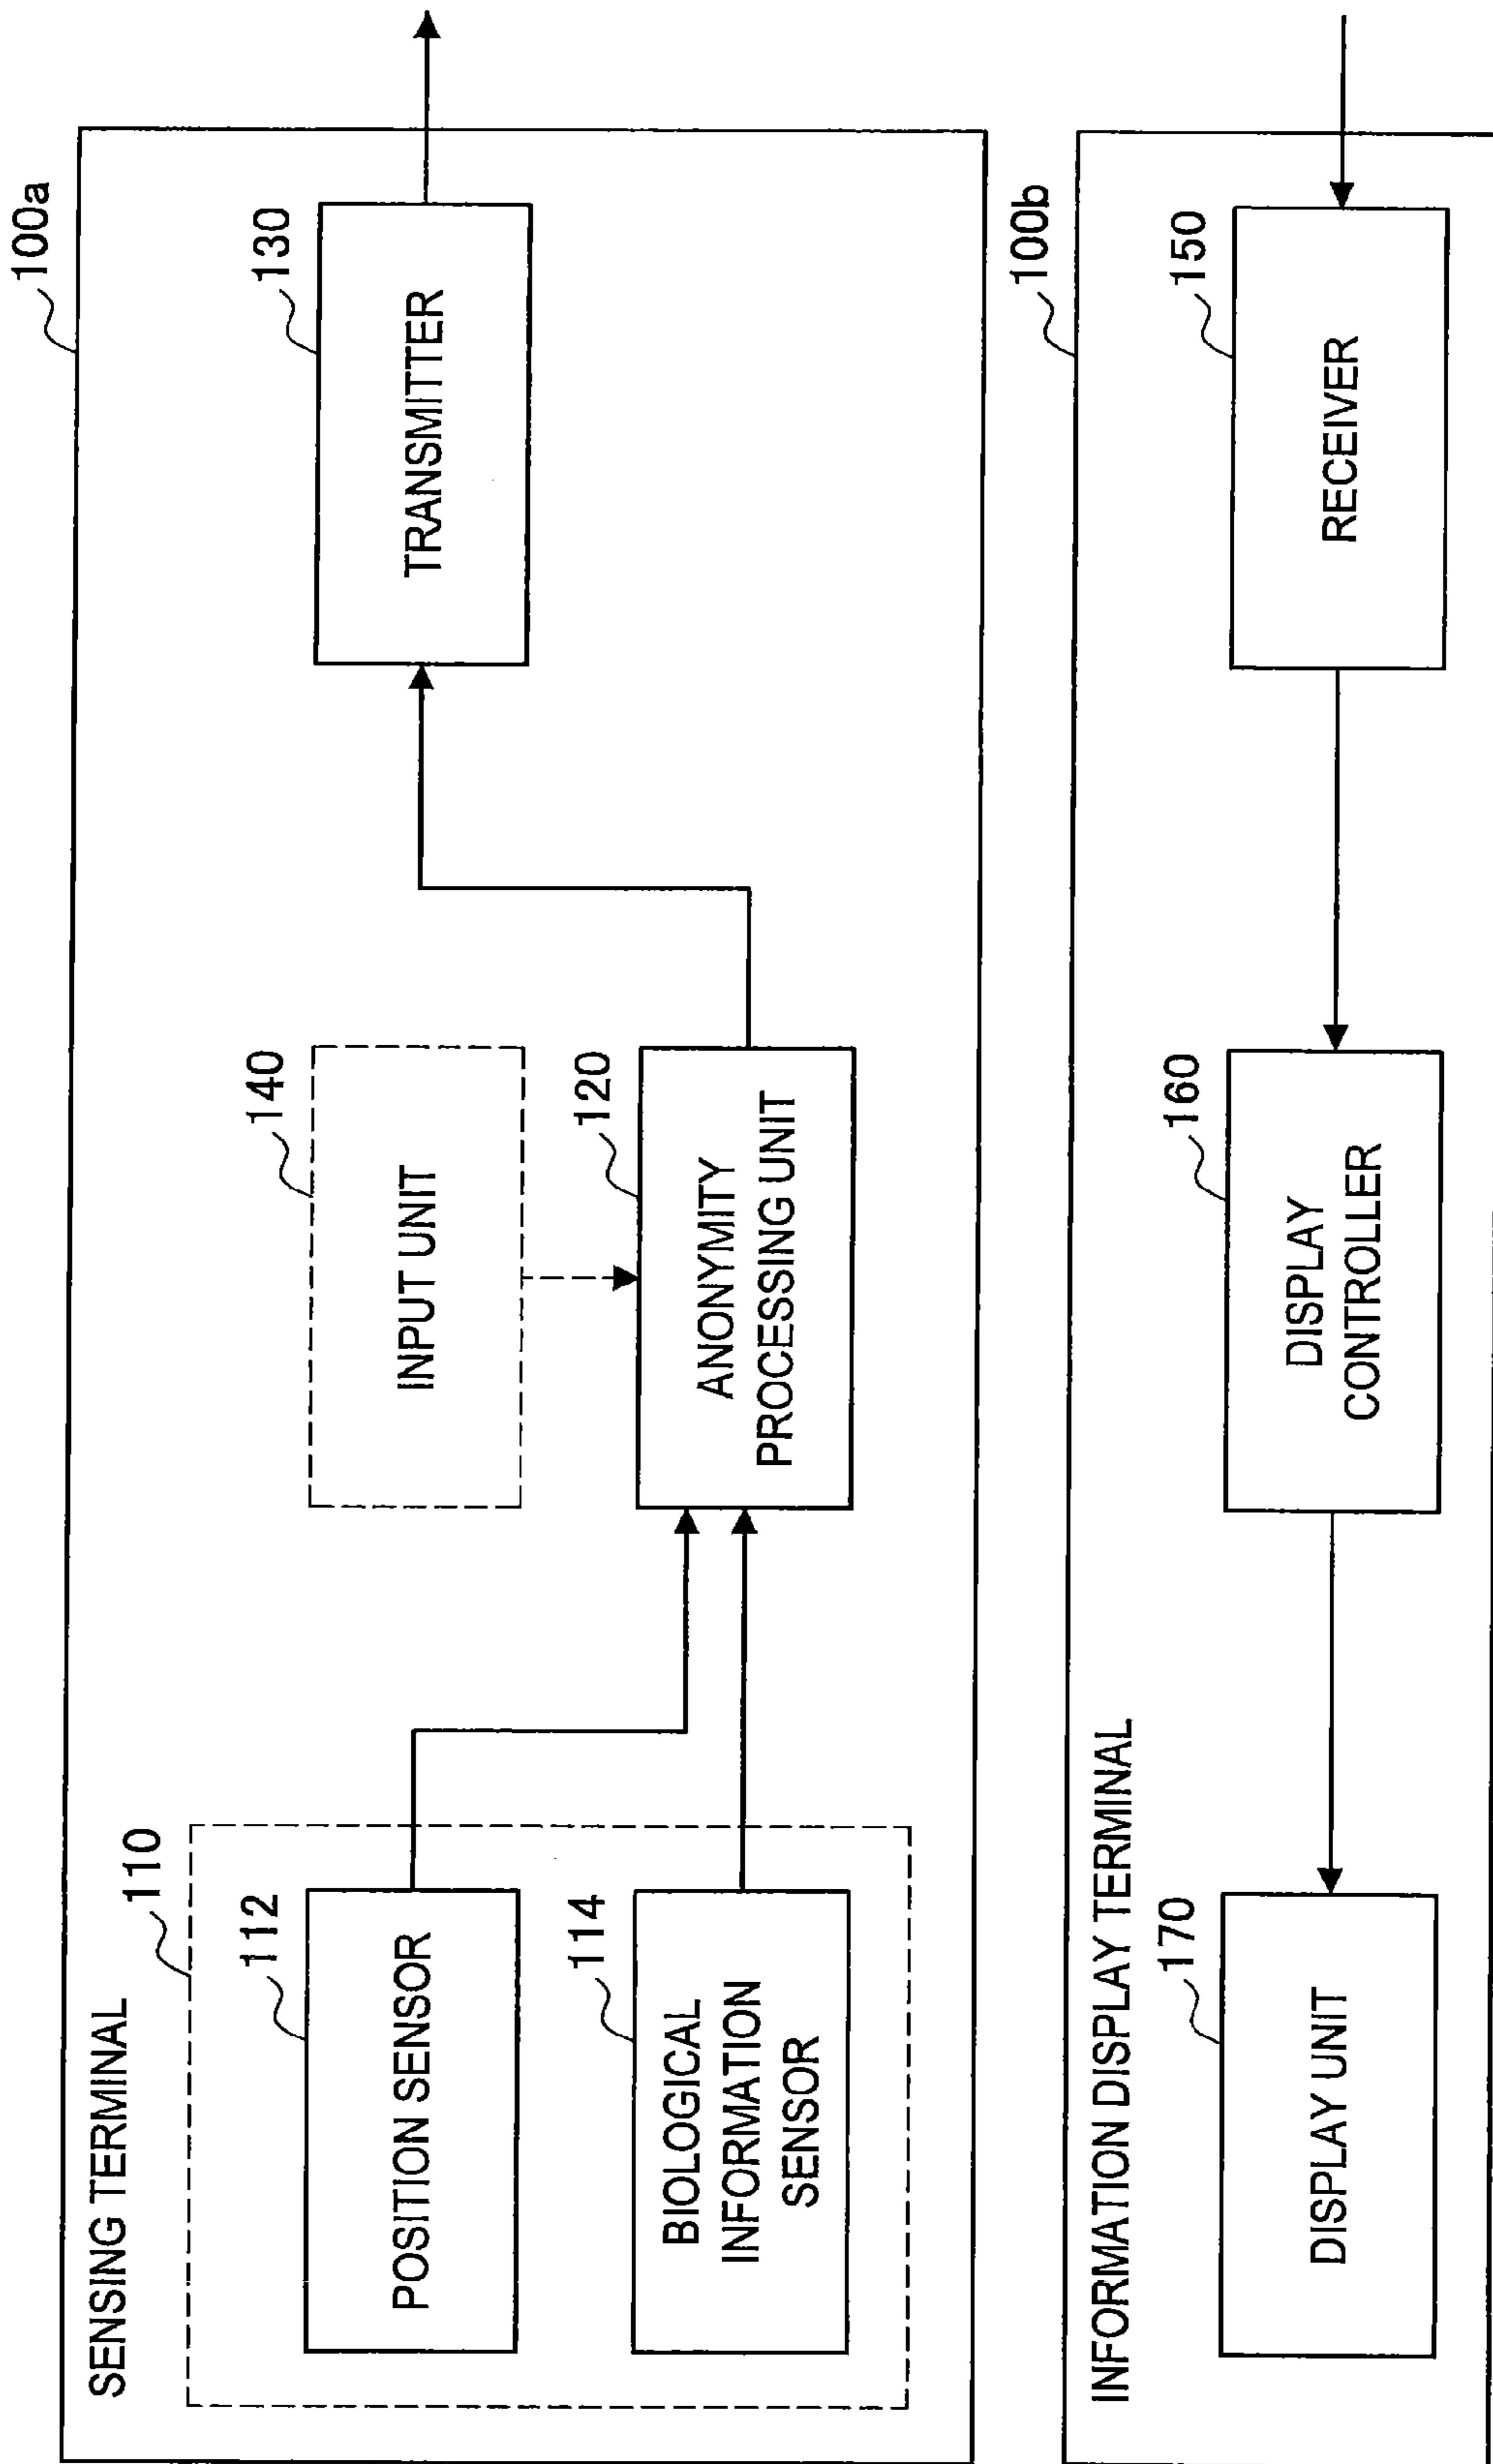 100a
SENSING TERMINAL
110
112
POSITION SENSOR
114
BIOLOGICAL
INFORMATION
SENSOR
140
INPUT UNIT
120
ANONYMITY
PROCESSING UNIT
130
TRANSMITTER
100b
INFORMATION DISPLAY TERMINAL
170
DISPLAY UNIT
160
DISPLAY
CONTROLLER
150
RECEIVER